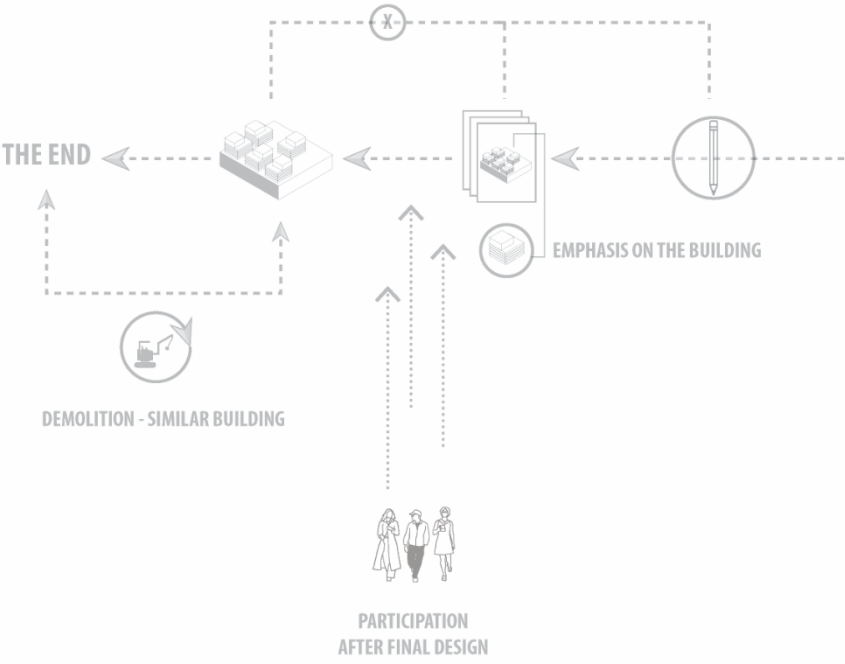 X
THE END
EMPHASIS ON THE BUILDING
DEMOLITION - SIMILAR BUILDING
PARTICIPATION
AFTER FINAL DESIGN